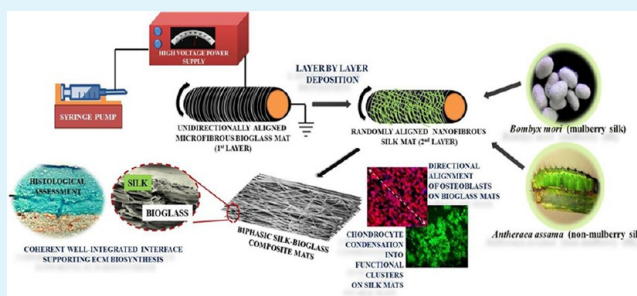 HIGH VOLTAGE POWER
SUPPLY
SYRINGE PUMP
LAYER BY LAYER
DEPOSITION
UNIDIRECTIONALLY ALIGNED
MICROFIBROUS BIOGLASS MAT
(1st LAYER)
RANDOMLY ALIGNED NANOFIBROUS
SILK MAT (2nd LAYER)
Bombyx mori (mulberry silk)
Antheraea assama (non-mulberry sil
HISTOLOGICAL
ASSESSMENT
SILK
BIOGLASS
COHERENT WELL-INTEGRATED INTERFACE
SUPPORTING ECM BIOSYNTHESIS
BIPHASIC SILK-BIOGLASS
COMPOSITE MATS
DIRECTIONAL
ALIGNMENT
OF OSTEOBLASTS
ON BIOGLASS MATS
CHONDROCYTE
CONDENSATION
INTO
FUNCTIONAL
CLUSTERS
ON SILK MATS